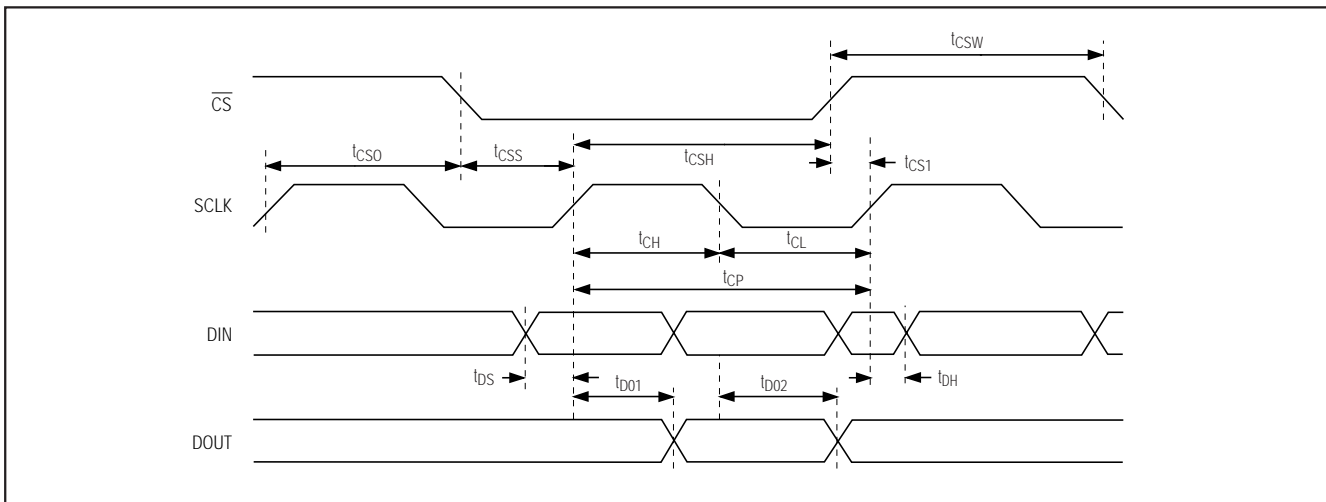 tCSW
CS
tCSO tCSS tCSH tCS1
SCLK
tCH tCL
tCP
DIN
tDS tD01 tD02 tDH
DOUT